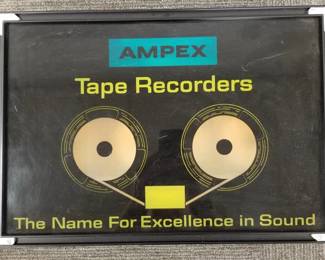 AMPEX
Tape Recorders
The Name For Excellence in Sound